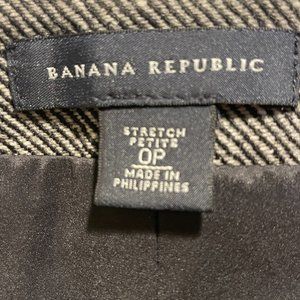 BANANA REPUBLIC
STRETCH
PETITE
0P
MADE IN
PHILIPPINES